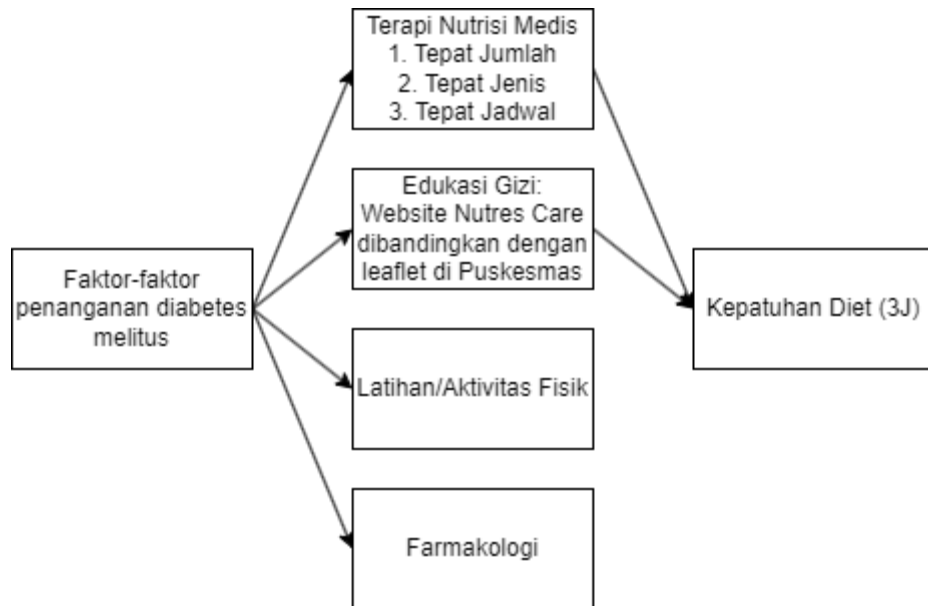 Terapi Nutrisi Medis
1. Tepat Jumlah
2. Tepat Jenis
3. Tepat Jadwal
Edukasi Gizi:
Website Nutres Care
dibandingkan dengan
leaflet di Puskesmas
Faktor-faktor
penanganan diabetes
melitus
Kepatuhan Diet (3J)
Latihan/Aktivitas Fisik
Farmakologi